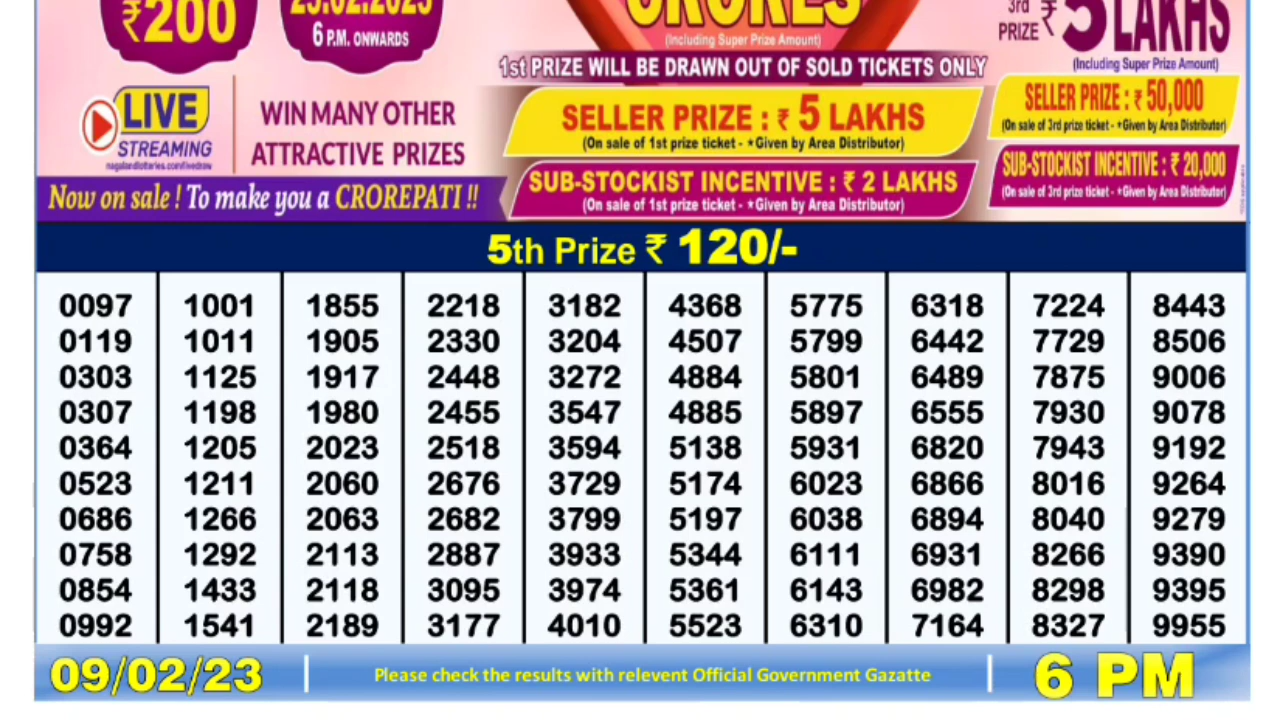 ₹200
25.02.2023
6 P.M. ONWARDS
CRORES
(Including Super Prize Amount)
3rd
PRIZE ₹ 5 LAKHS
(Including Super Prize Amount)
1st PRIZE WILL BE DRAWN OUT OF SOLD TICKETS ONLY
LIVE
STREAMING
nagalandlotteries.com/livedraw
WIN MANY OTHER
ATTRACTIVE PRIZES
SELLER PRIZE : ₹ 5 LAKHS
(On sale of 1st prize ticket - *Given by Area Distributor)
SELLER PRIZE : ₹ 50,000
(On sale of 3rd prize ticket - *Given by Area Distributor)
Now on sale ! To make you a CROREPATI !!
SUB-STOCKIST INCENTIVE : ₹ 2 LAKHS
(On sale of 1st prize ticket - *Given by Area Distributor)
SUB-STOCKIST INCENTIVE : ₹ 20,000
(On sale of 3rd prize ticket - *Given by Area Distributor)
5th Prize ₹ 120/-
0097 1001 1855 2218 3182 4368 5775 6318 7224 8443
0119 1011 1905 2330 3204 4507 5799 6442 7729 8506
0303 1125 1917 2448 3272 4884 5801 6489 7875 9006
0307 1198 1980 2455 3547 4885 5897 6555 7930 9078
0364 1205 2023 2518 3594 5138 5931 6820 7943 9192
0523 1211 2060 2676 3729 5174 6023 6866 8016 9264
0686 1266 2063 2682 3799 5197 6038 6894 8040 9279
0758 1292 2113 2887 3933 5344 6111 6931 8266 9390
0854 1433 2118 3095 3974 5361 6143 6982 8298 9395
0992 1541 2189 3177 4010 5523 6310 7164 8327 9955
09/02/23 | Please check the results with relevent Official Government Gazatte | 6 PM